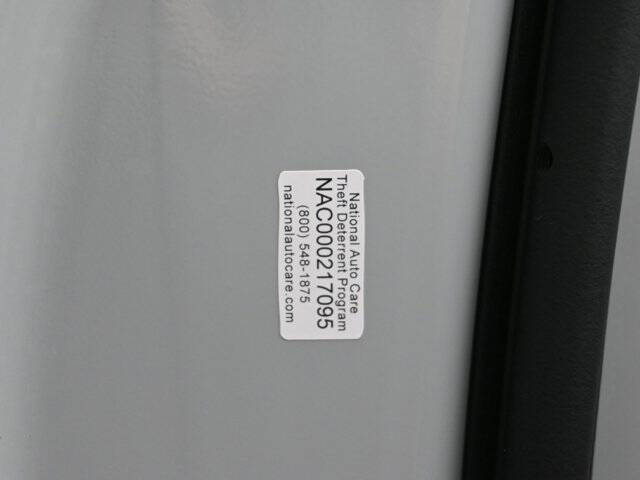 National Auto Care
Theft Deterrent Program
NAC000217095
(800) 548-1875
nationalautocare.com